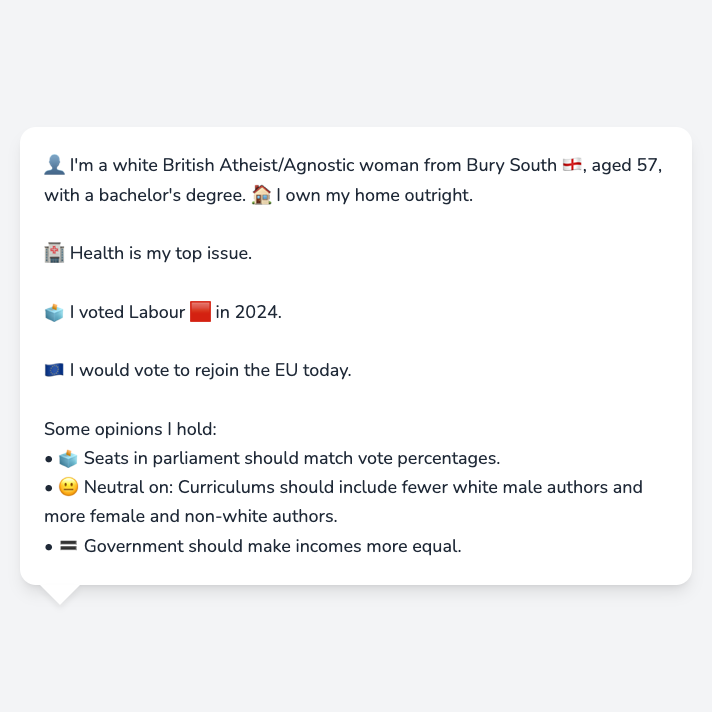 👤 I'm a white British Atheist/Agnostic woman from Bury South 🏴󠁧󠁢󠁥󠁮󠁧󠁿, aged 57,
with a bachelor's degree. 🏠 I own my home outright.
🏥 Health is my top issue.
🗳️ I voted Labour 🟥 in 2024.
🇪🇺 I would vote to rejoin the EU today.
Some opinions I hold:
• 🗳️ Seats in parliament should match vote percentages.
• 😐 Neutral on: Curriculums should include fewer white male authors and
more female and non-white authors.
• 🟰 Government should make incomes more equal.